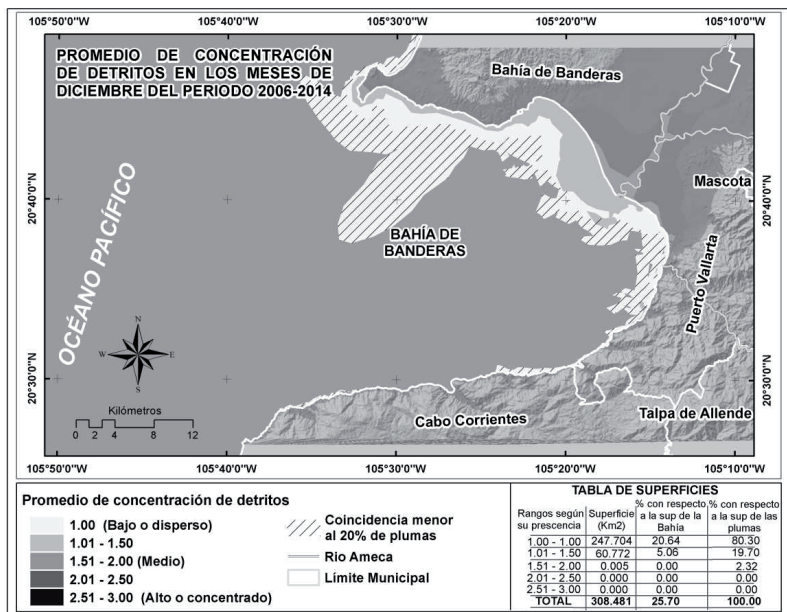 105°50'0"W 105°40'0"W 105°30'0"W 105°20'0"W 105°10'0"W
PROMEDIO DE CONCENTRACIÓN
DE DETRITOS EN LOS MESES DE
DICIEMBRE DEL PERIODO 2006-2014
Bahía de Banderas
Mascota
20°40'0"N
20°40'0"N
BAHÍA DE
BANDERAS
OCÉANO PACÍFICO
Puerto Vallarta
N
W E
S
20°30'0"N
20°30'0"N
Kilómetros
0 2 4 8 12
Cabo Corrientes
Talpa de Allende
105°50'0"W 105°40'0"W 105°30'0"W 105°20'0"W 105°10'0"W
Promedio de concentración de detritos
1.00 (Bajo o disperso)
1.01 - 1.50
1.51 - 2.00 (Medio)
2.01 - 2.50
2.51 - 3.00 (Alto o concentrado)
Coincidencia menor
al 20% de plumas
Rio Ameca
Límite Municipal
TABLA DE SUPERFICIES
Rangos según su prescencia Superficie (Km2) % con respecto a la sup de la Bahía % con respecto a la sup de las plumas
1.00 - 1.00 247.704 20.64 80.30
1.01 - 1.50 60.772 5.06 19.70
1.51 - 2.00 0.005 0.00 2.32
2.01 - 2.50 0.000 0.00 0.00
2.51 - 3.00 0.000 0.00 0.00
TOTAL 308.481 25.70 100.00